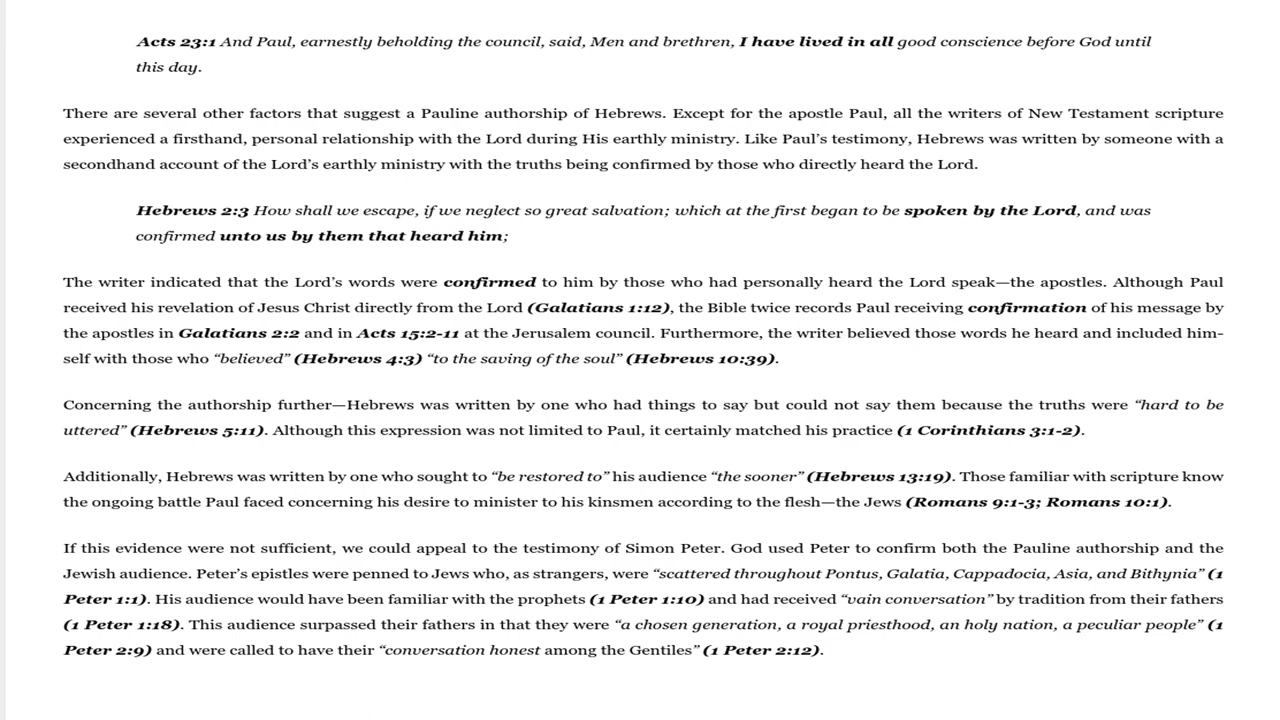 Acts 23:1 And Paul, earnestly beholding the council, said, Men and brethren, I have lived in all good conscience before God until
this day.
There are several other factors that suggest a Pauline authorship of Hebrews. Except for the apostle Paul, all the writers of New Testament scripture
experienced a firsthand, personal relationship with the Lord during His earthly ministry. Like Paul's testimony, Hebrews was written by someone with a
secondhand account of the Lord's earthly ministry with the truths being confirmed by those who directly heard the Lord.
Hebrews 2:3 How shall we escape, if we neglect so great salvation; which at the first began to be spoken by the Lord, and was
confirmed unto us by them that heard him;
The writer indicated that the Lord's words were confirmed to him by those who had personally heard the Lord speak—the apostles. Although Paul
received his revelation of Jesus Christ directly from the Lord (Galatians 1:12), the Bible twice records Paul receiving confirmation of his message by
the apostles in Galatians 2:2 and in Acts 15:2-11 at the Jerusalem council. Furthermore, the writer believed those words he heard and included him-
self with those who “believed” (Hebrews 4:3) “to the saving of the soul” (Hebrews 10:39).
Concerning the authorship further—Hebrews was written by one who had things to say but could not say them because the truths were “hard to be
uttered” (Hebrews 5:11). Although this expression was not limited to Paul, it certainly matched his practice (1 Corinthians 3:1-2).
Additionally, Hebrews was written by one who sought to “be restored to” his audience “the sooner” (Hebrews 13:19). Those familiar with scripture know
the ongoing battle Paul faced concerning his desire to minister to his kinsmen according to the flesh—the Jews (Romans 9:1-3; Romans 10:1).
If this evidence were not sufficient, we could appeal to the testimony of Simon Peter. God used Peter to confirm both the Pauline authorship and the
Jewish audience. Peter's epistles were penned to Jews who, as strangers, were “scattered throughout Pontus, Galatia, Cappadocia, Asia, and Bithynia” (1
Peter 1:1). His audience would have been familiar with the prophets (1 Peter 1:10) and had received “vain conversation” by tradition from their fathers
(1 Peter 1:18). This audience surpassed their fathers in that they were “a chosen generation, a royal priesthood, an holy nation, a peculiar people” (1
Peter 2:9) and were called to have their “conversation honest among the Gentiles” (1 Peter 2:12).